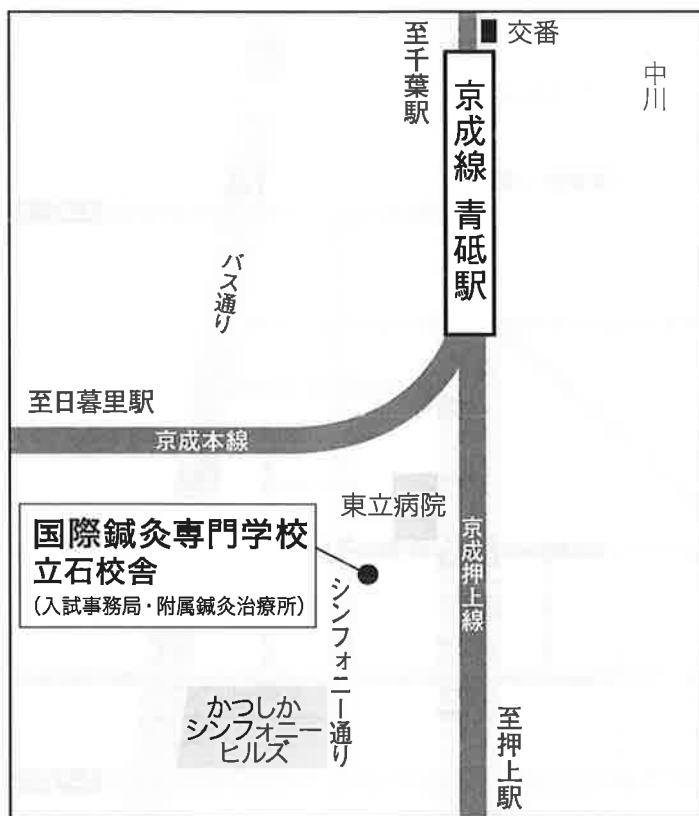 交番
至千葉駅
中川
京成線 青砥駅
バス通り
至日暮里駅
京成本線
東立病院
国際鍼灸専門学校
立石校舎
（入試事務局・附属鍼灸治療所）
京成押上線
シンフォニー通り
かつしか
シンフォニー
ヒルズ
至押上駅